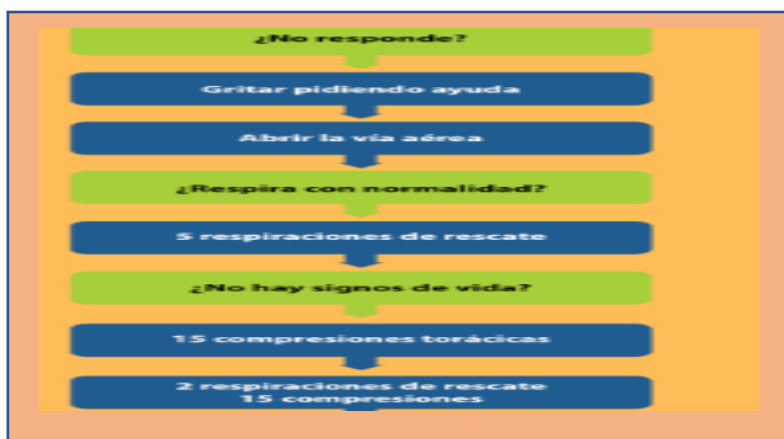 ¿No responde?
Gritar pidiendo ayuda
Abrir la vía aérea
¿Respira con normalidad?
5 respiraciones de rescate
¿No hay signos de vida?
15 compresiones torácicas
2 respiraciones de rescate
15 compresiones